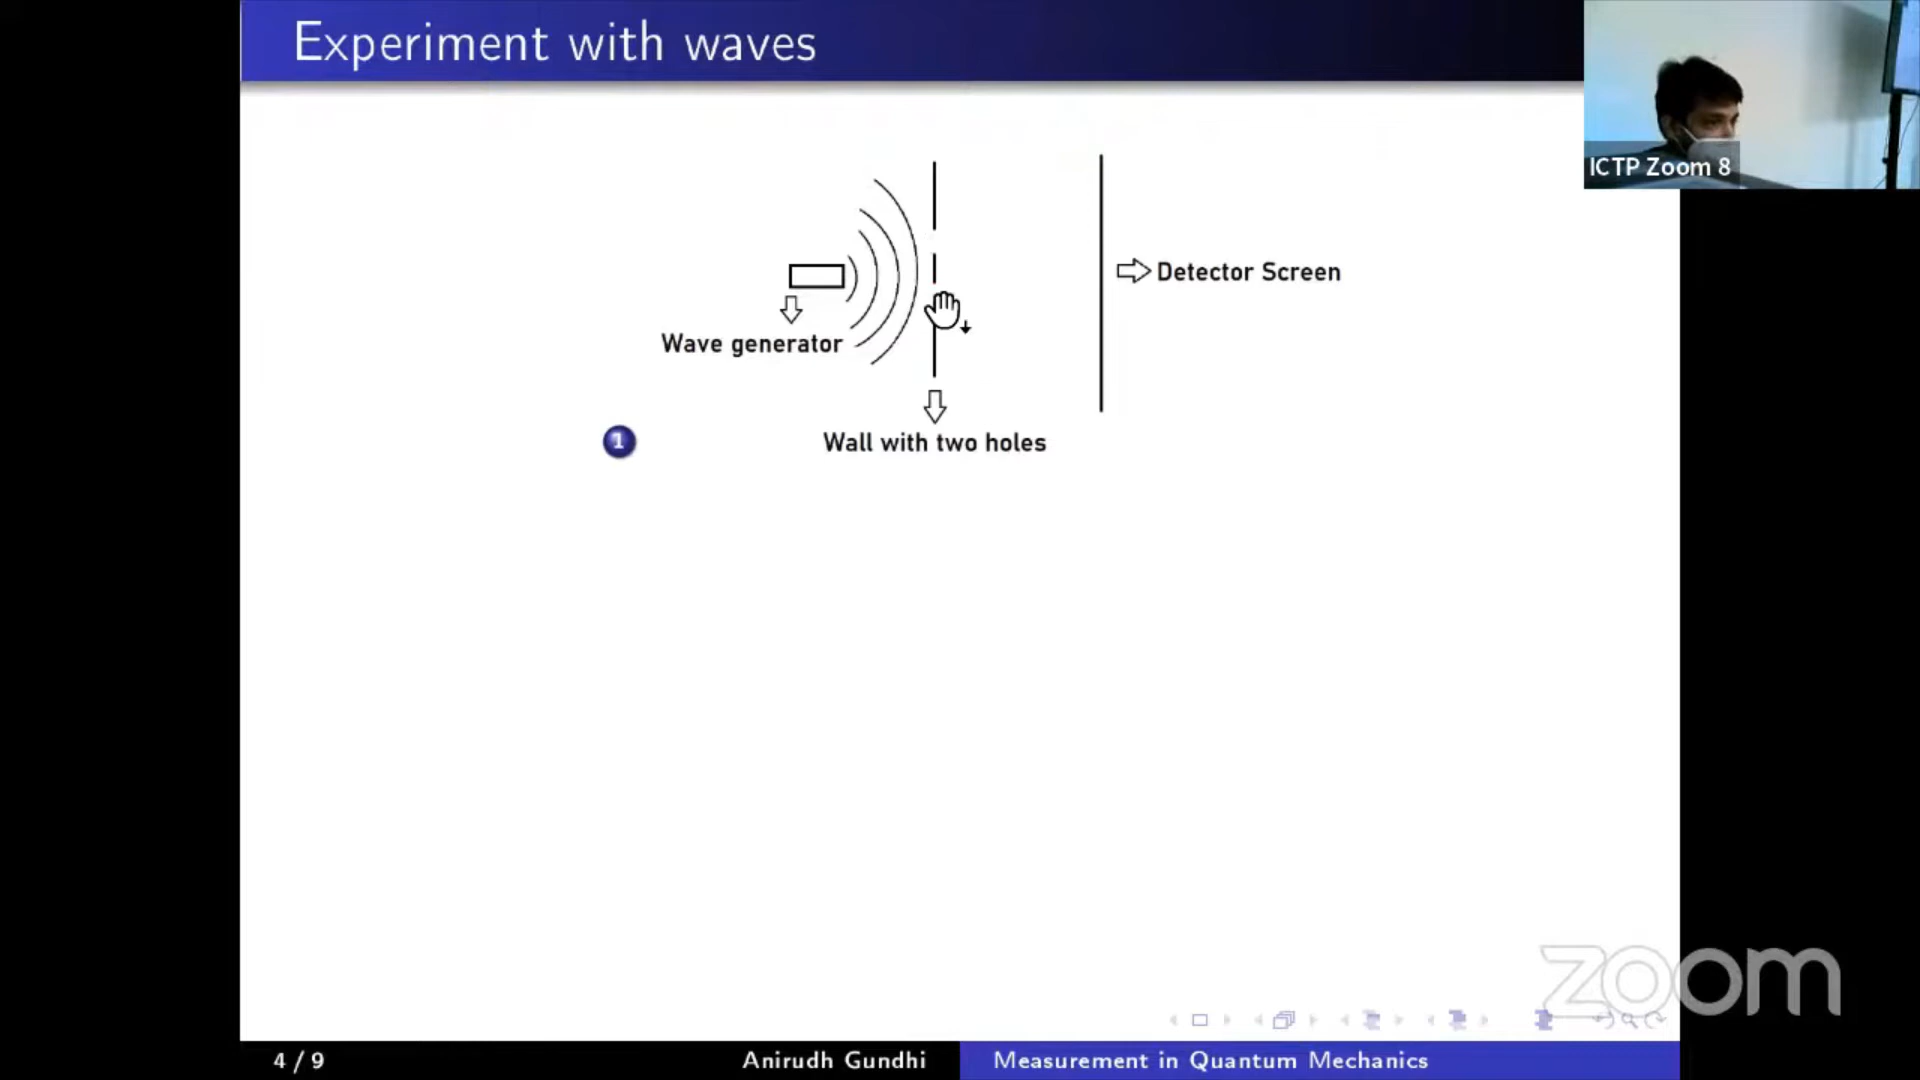 Experiment with waves
ICTP Zoom 8
Detector Screen
Wave generator
1
Wall with two holes
zoom
4 / 9
Anirudh Gundhi
Measurement in Quantum Mechanics